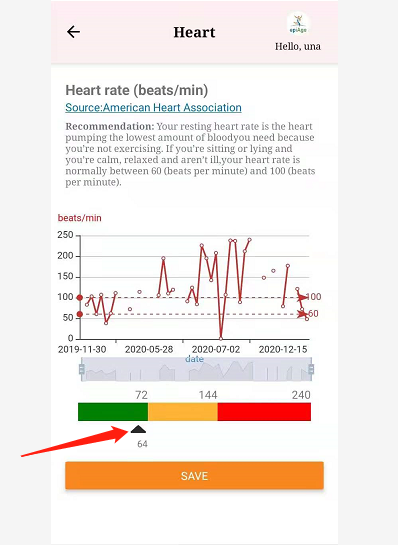 Heart
epiAge
Hello, una
Heart rate (beats/min)
Source:American Heart Association
Recommendation: Your resting heart rate is the heart
pumping the lowest amount of bloodyou need because
you're not exercising. If you're sitting or lying and
you're calm, relaxed and aren't ill,your heart rate is
normally between 60 (beats per minute) and 100 (beats
per minute).
beats/min
250
200
150
100
100
50
60
0
2019-11-30 2020-05-28 2020-07-02 2020-12-15
date
72 144 240
64
SAVE